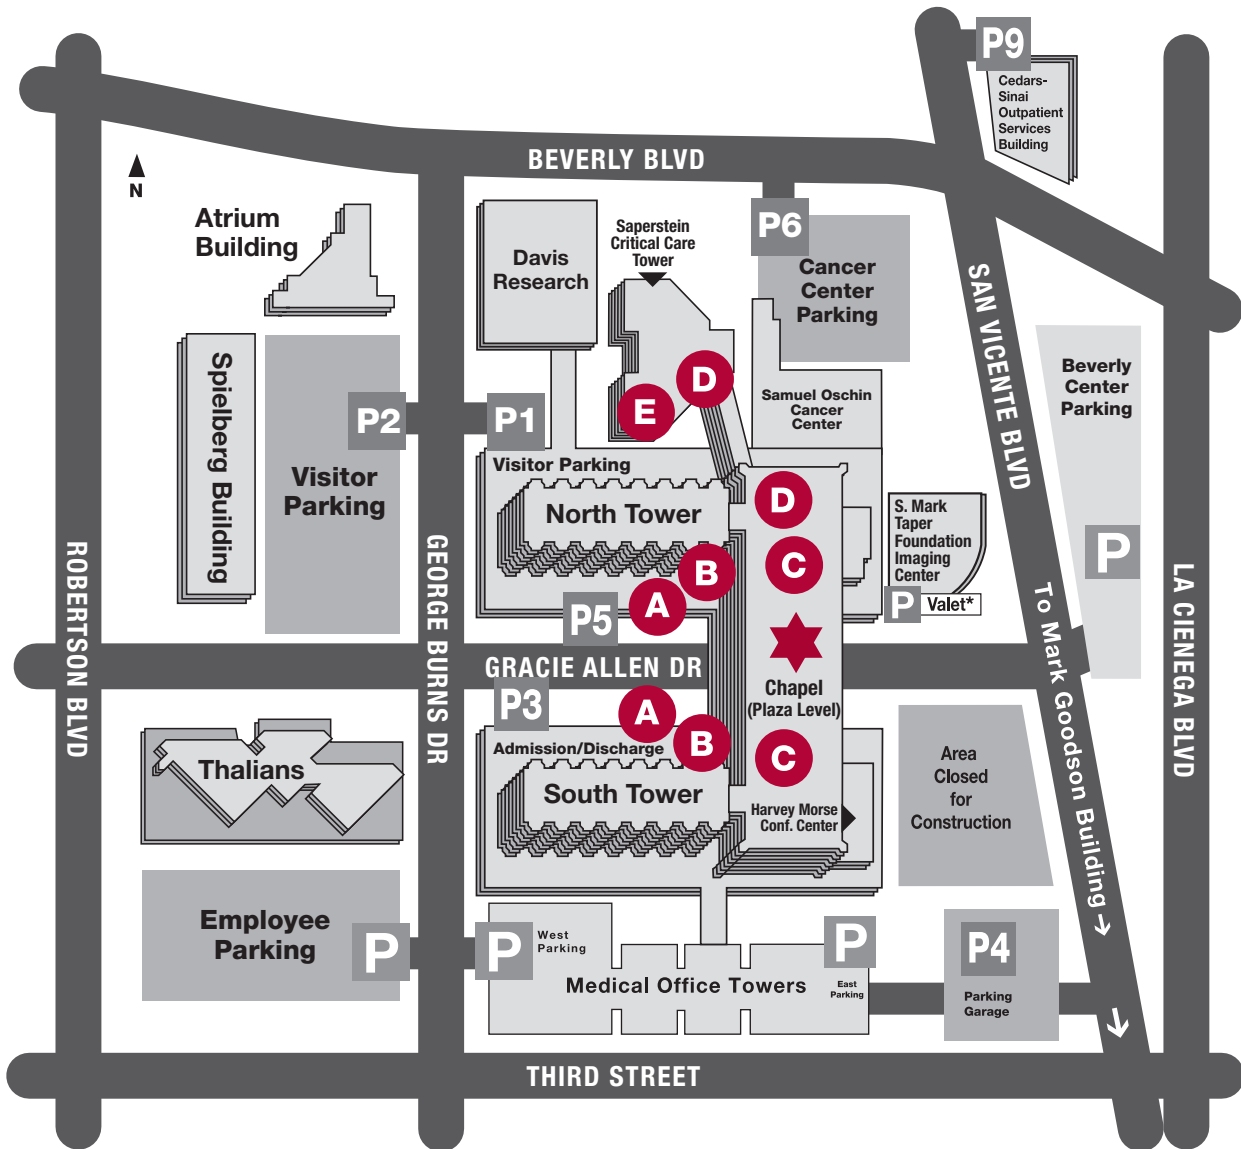 P9
Cedars-
Sinai
Outpatient
Services
Building
BEVERLY BLVD
N
Atrium
Building
Saperstein
Critical Care
Tower
P6
Davis
Research
Cancer
Center
Parking
SAN VICENTE BLVD
Spielberg Building
D
E
Samuel Oschin
Cancer
Center
Beverly
Center
Parking
P2
P1
Visitor
Parking
Visitor Parking
North Tower
D
S. Mark
Taper
Foundation
Imaging
Center
P
Valet*
P
C
B
A
P5
ROBERTSON BLVD
GEORGE BURNS DR
LA CIENEGA BLVD
To Mark Goodson Building
GRACIE ALLEN DR
P3
Chapel
(Plaza Level)
A
B
C
Admission/Discharge
Thalians
South Tower
Harvey Morse
Conf. Center
Area
Closed
for
Construction
Employee
Parking
P
P
West
Parking
P
Medical Office Towers
East
Parking
P4
Parking
Garage
THIRD STREET